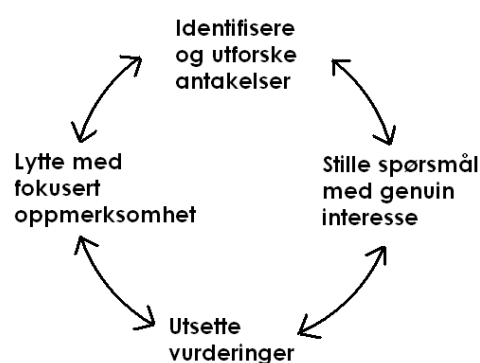 Identifisere
og utforske
antakelser
Lytte med
fokusert
oppmerksomhet
Stille spørsmål
med genuin
interesse
Utsette
vurderinger